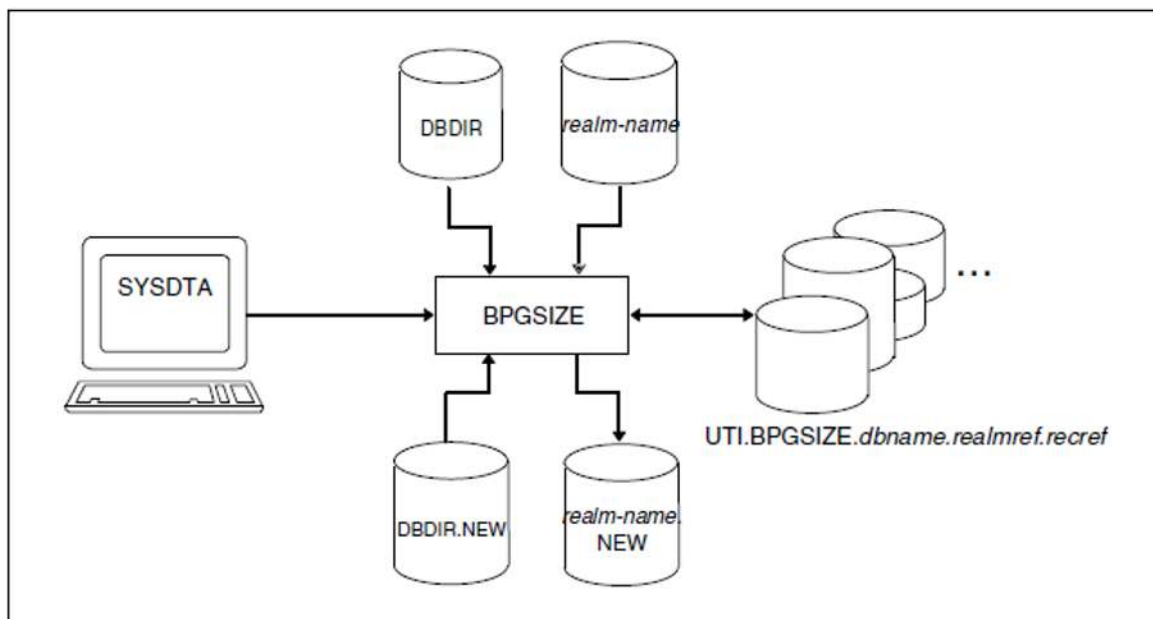 DBDIR
realm-name
SYSDTA
BPGSIZE
...
UTI.BPGSIZE.dbname.realmref.recref
DBDIR.NEW
realm-name.
NEW